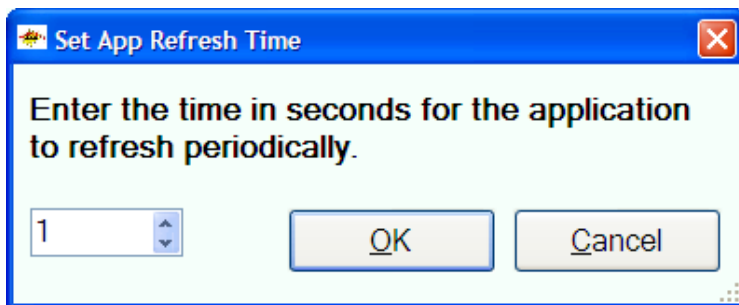 Set App Refresh Time
Enter the time in seconds for the application
to refresh periodically.
1
OK
Cancel